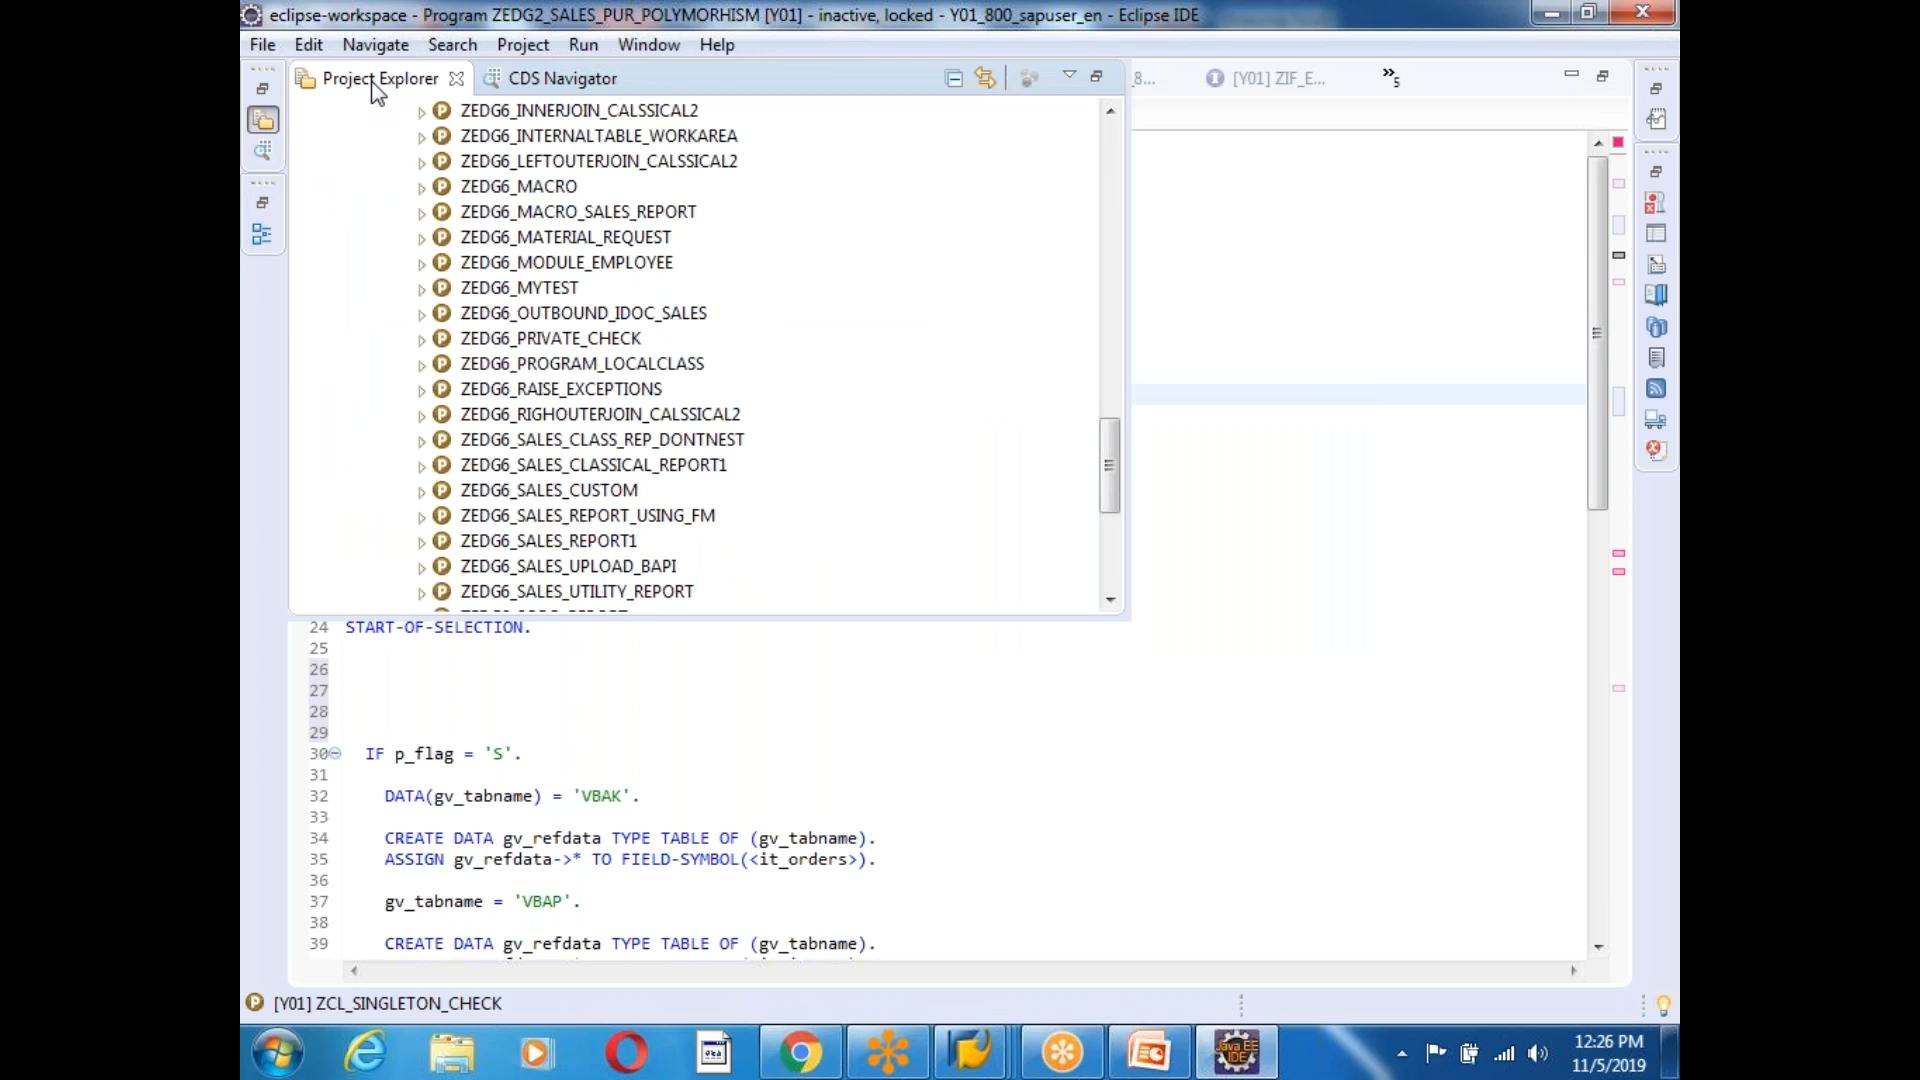 eclipse-workspace - Program ZEDG2_SALES_PUR_POLYMORHISM [Y01] - inactive, locked - Y01_800_sapuser_en - Eclipse IDE
File Edit Navigate Search Project Run Window Help
Project Explorer CDS Navigator _8... [Y01] ZIF_E... »5
ZEDG6_INNERJOIN_CALSSICAL2
ZEDG6_INTERNALTABLE_WORKAREA
ZEDG6_LEFTOUTERJOIN_CALSSICAL2
ZEDG6_MACRO
ZEDG6_MACRO_SALES_REPORT
ZEDG6_MATERIAL_REQUEST
ZEDG6_MODULE_EMPLOYEE
ZEDG6_MYTEST
ZEDG6_OUTBOUND_IDOC_SALES
ZEDG6_PRIVATE_CHECK
ZEDG6_PROGRAM_LOCALCLASS
ZEDG6_RAISE_EXCEPTIONS
ZEDG6_RIGHOUTERJOIN_CALSSICAL2
ZEDG6_SALES_CLASS_REP_DONTNEST
ZEDG6_SALES_CLASSICAL_REPORT1
ZEDG6_SALES_CUSTOM
ZEDG6_SALES_REPORT_USING_FM
ZEDG6_SALES_REPORT1
ZEDG6_SALES_UPLOAD_BAPI
ZEDG6_SALES_UTILITY_REPORT
24 START-OF-SELECTION.
25
26
27
28
29
30 IF p_flag = 'S'.
31
32 DATA(gv_tabname) = 'VBAK'.
33
34 CREATE DATA gv_refdata TYPE TABLE OF (gv_tabname).
35 ASSIGN gv_refdata->* TO FIELD-SYMBOL(<it_orders>).
36
37 gv_tabname = 'VBAP'.
38
39 CREATE DATA gv_refdata TYPE TABLE OF (gv_tabname).
[Y01] ZCL_SINGLETON_CHECK
Java EE
IDE
12:26 PM
11/5/2019